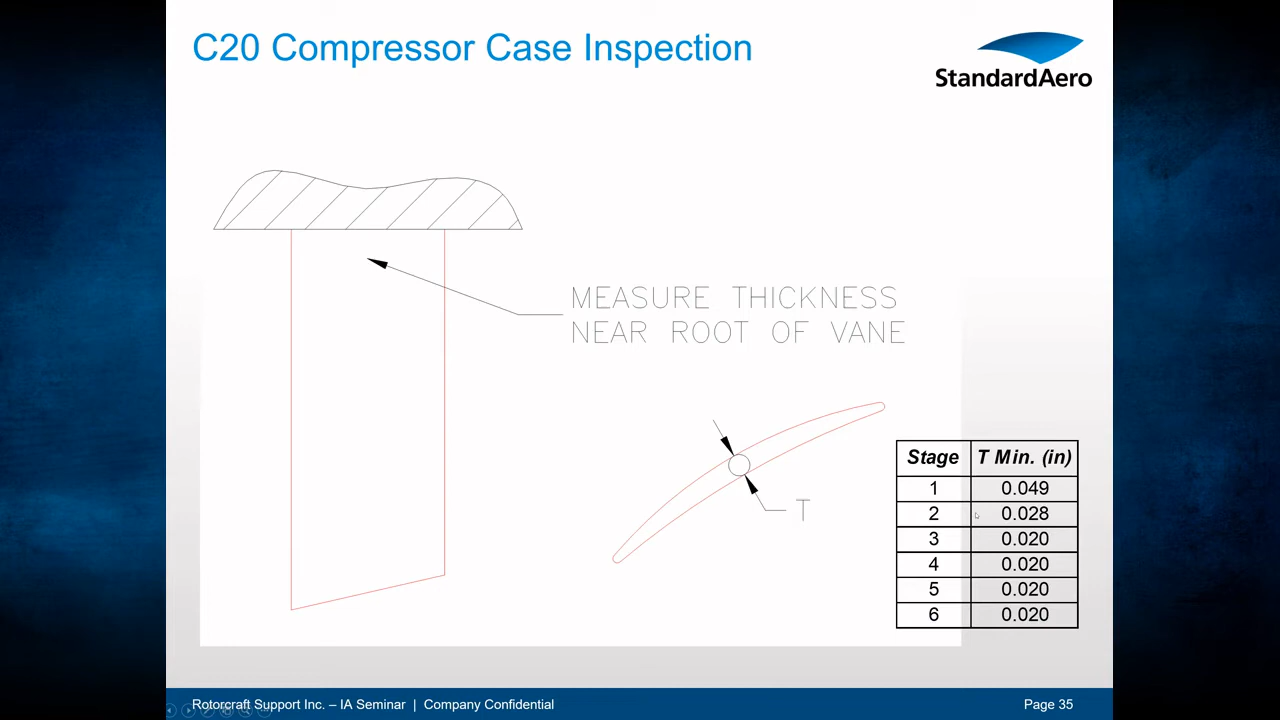 C20 Compressor Case Inspection
StandardAero
MEASURE THICKNESS
NEAR ROOT OF VANE
T
Stage T Min. (in)
1 0.049
2 0.028
3 0.020
4 0.020
5 0.020
6 0.020
Rotorcraft Support Inc. – IA Seminar | Company Confidential
Page 35